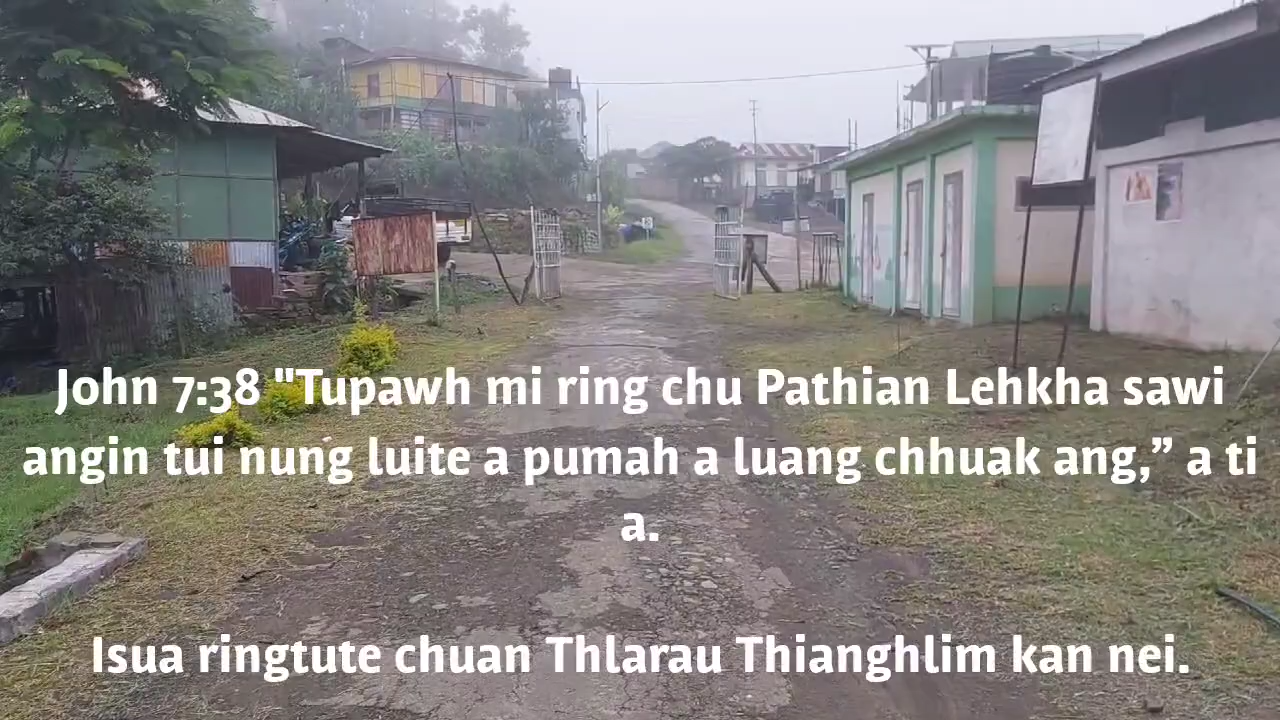 John 7:38 "Tupawh mi ring chu Pathian Lehkha sawi
angin tui nung luite a pumah a luang chhuak ang,” a ti
a.
Isua ringtute chuan Thlarau Thianghlim kan nei.